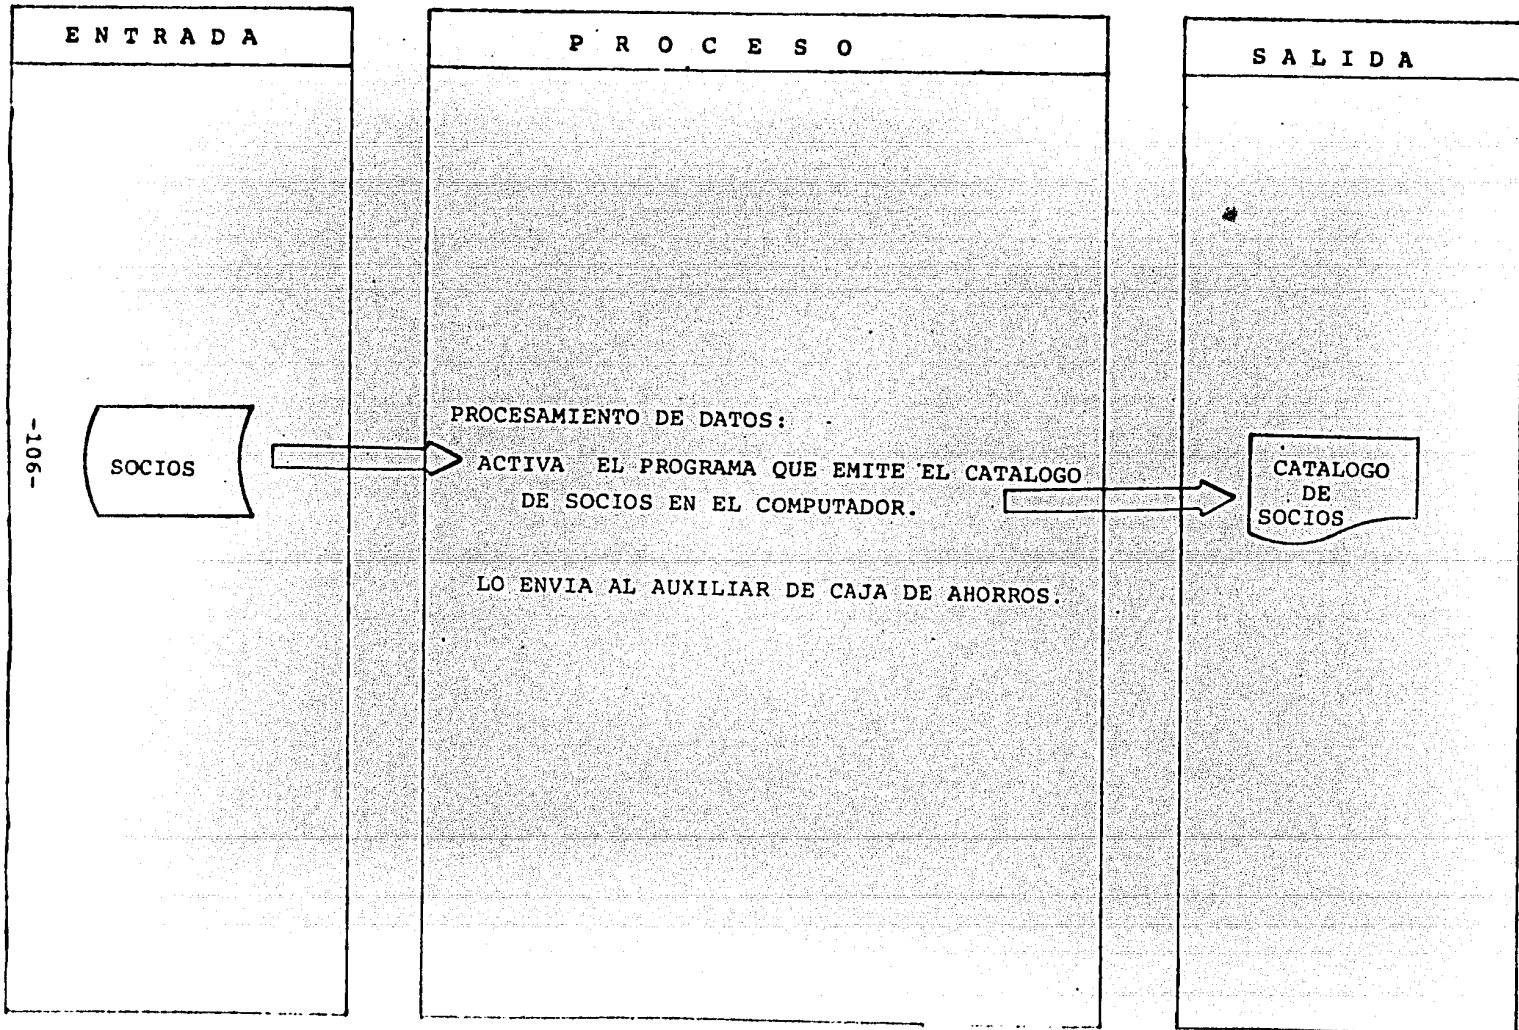 E N T R A D A
P R O C E S O
S A L I D A
-106-
SOCIOS
PROCESAMIENTO DE DATOS:
ACTIVA EL PROGRAMA QUE EMITE EL CATALOGO
DE SOCIOS EN EL COMPUTADOR.
LO ENVIA AL AUXILIAR DE CAJA DE AHORROS.
CATALOGO
DE
SOCIOS